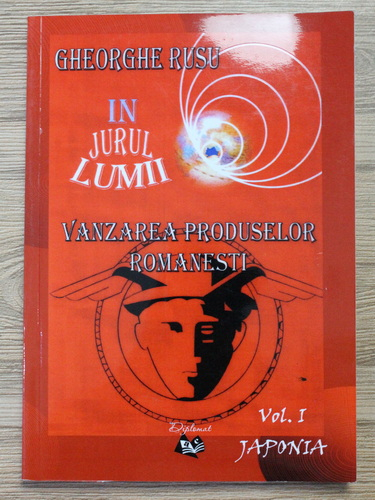 GHEORGHE RUSU
IN
JURUL
LUMII
VANZAREA PRODUSELOR
ROMANESTI
Vol. I
JAPONIA
Diplomat